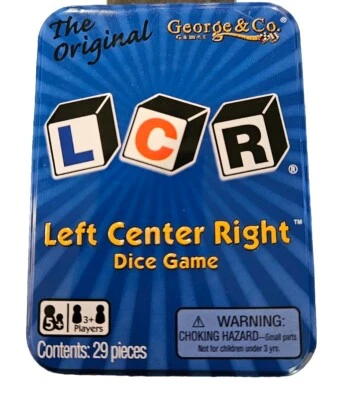 The Original
George & Co.®
GAMES
L C R®
Left Center Right™
Dice Game
5+
3+
Players
Contents: 29 pieces
⚠ WARNING:
CHOKING HAZARD—Small parts
Not for children under 3 yrs.